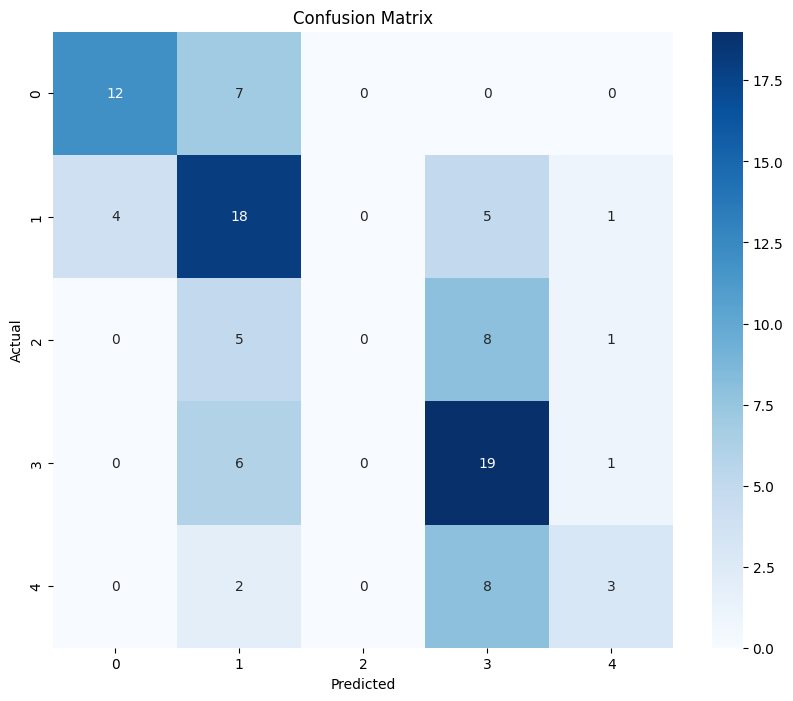 Confusion Matrix
0 12 7 0 0 0
1 4 18 0 5 1
2 0 5 0 8 1
3 0 6 0 19 1
4 0 2 0 8 3
0 1 2 3 4
Actual
Predicted
17.5
15.0
12.5
10.0
7.5
5.0
2.5
0.0